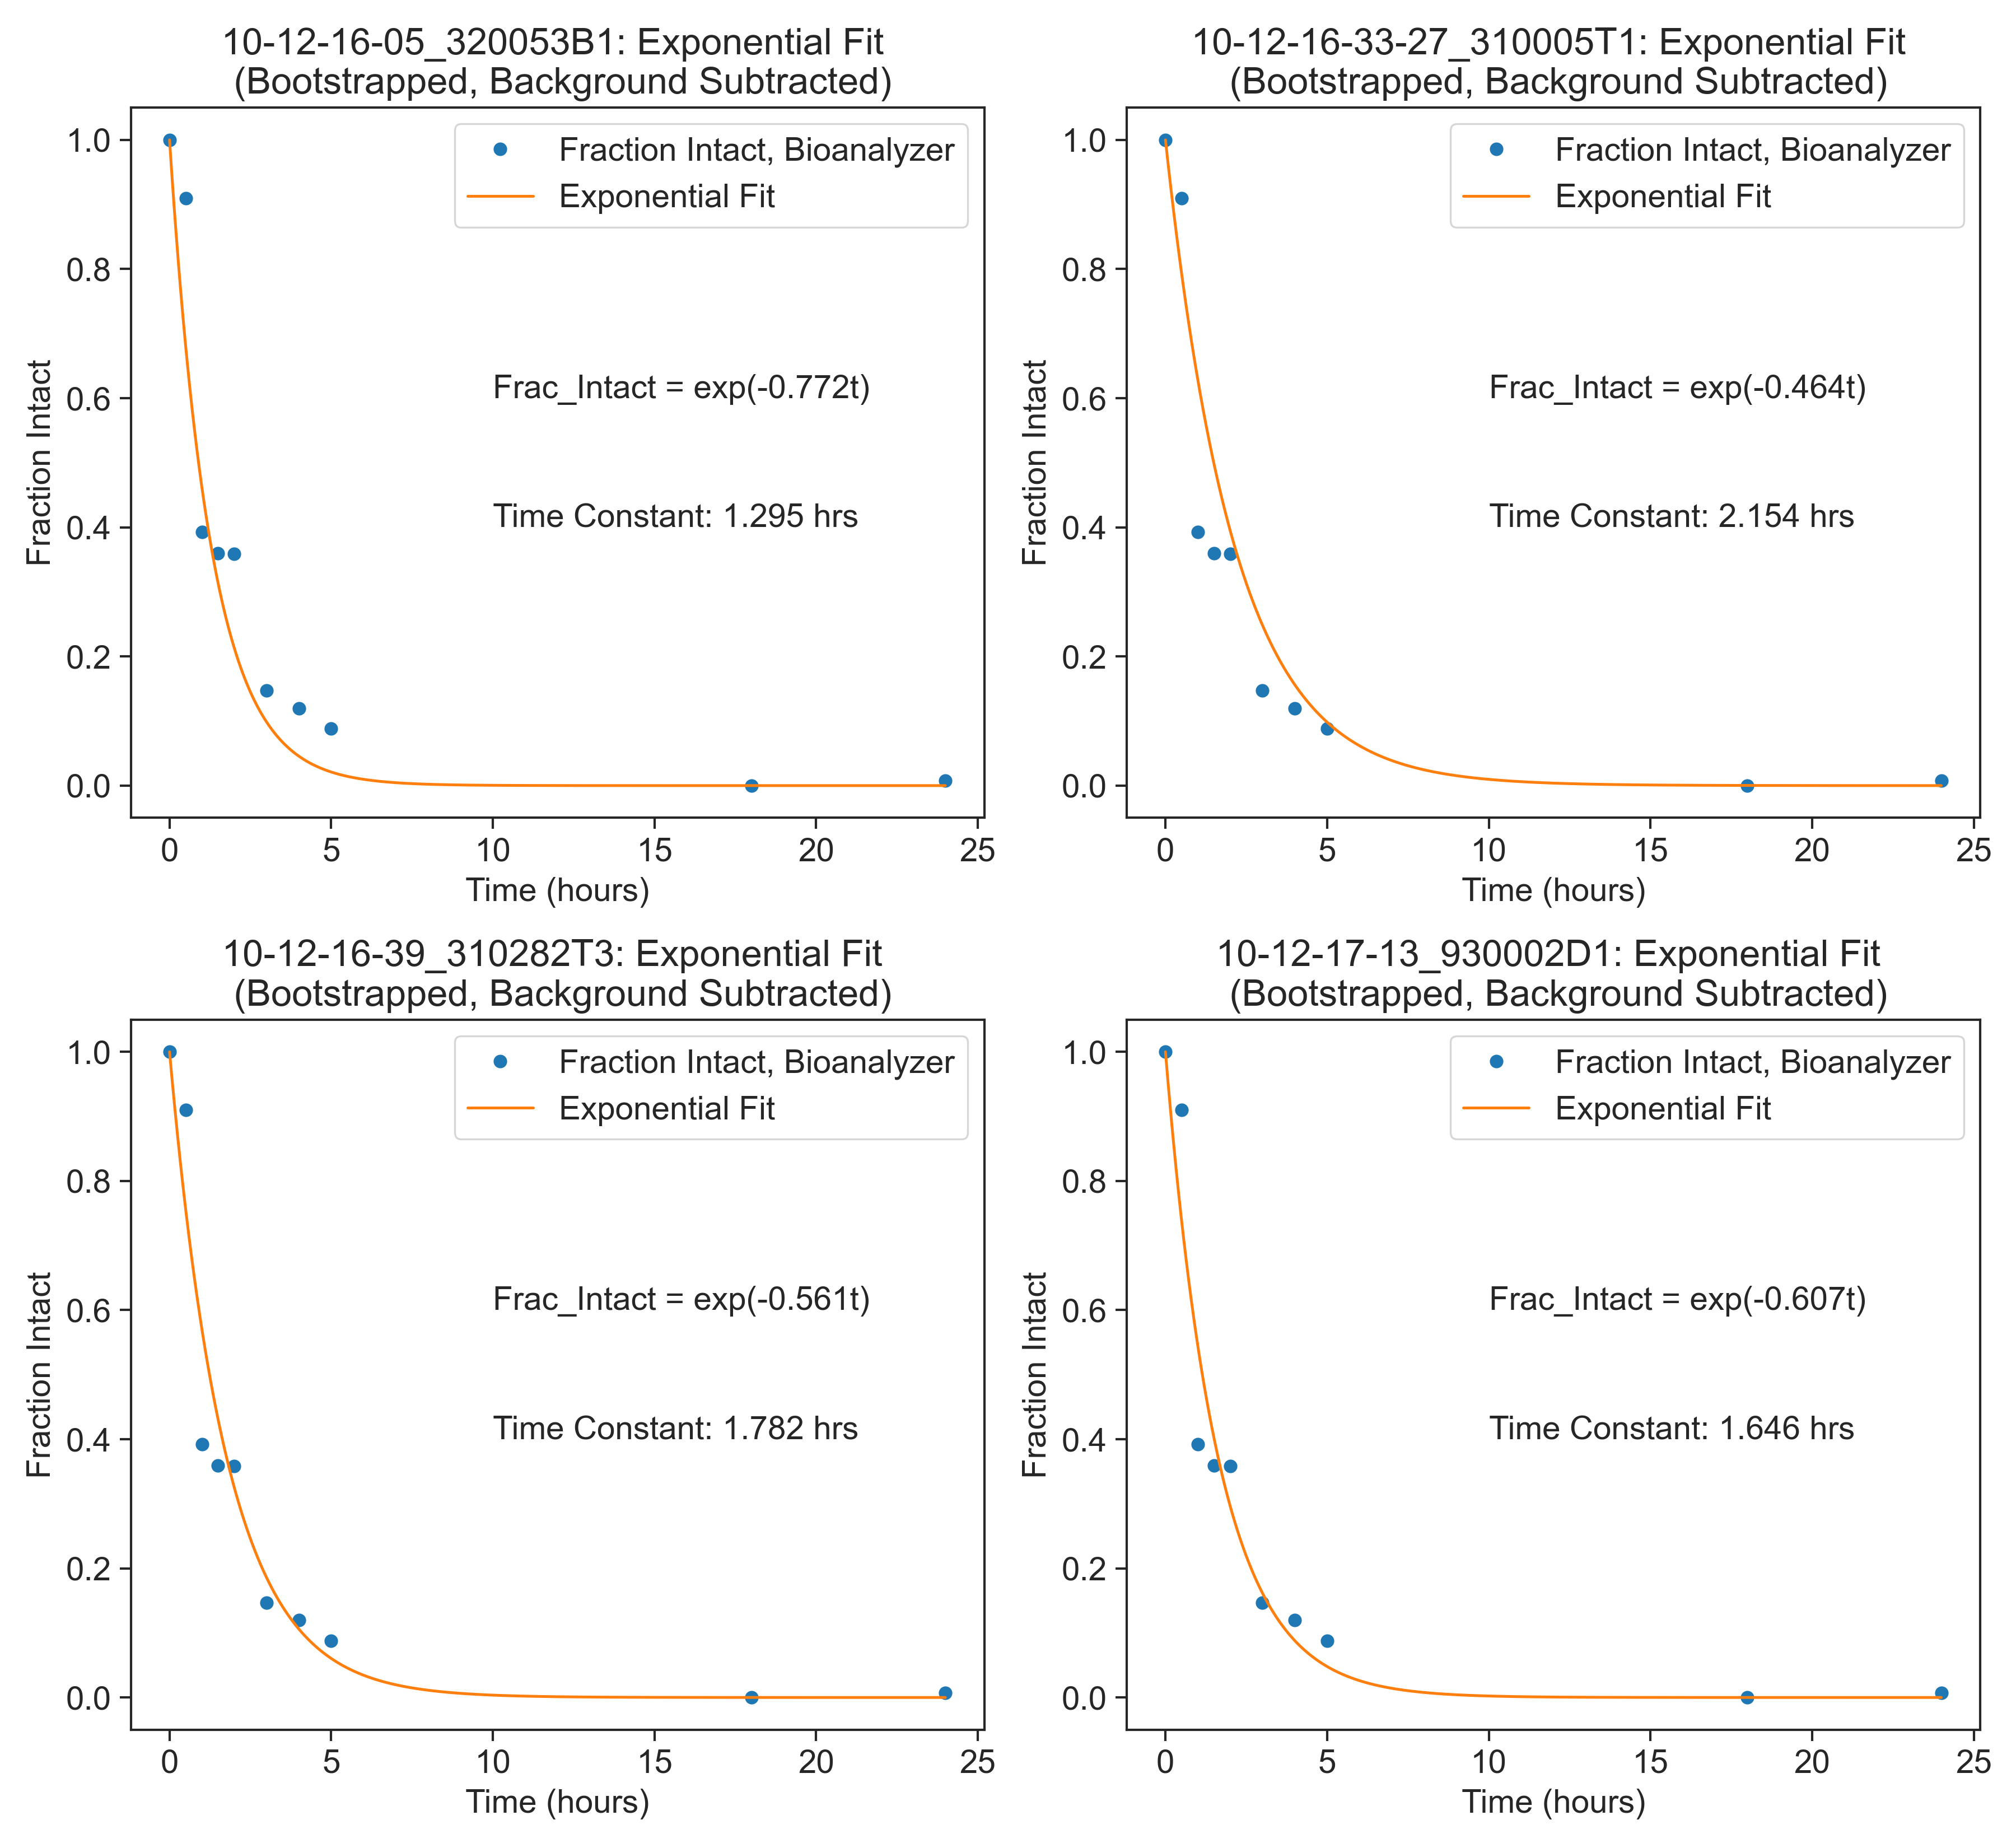 10-12-16-05_320053B1: Exponential Fit
(Bootstrapped, Background Subtracted)
Fraction Intact, Bioanalyzer
Exponential Fit
Frac_Intact = exp(-0.772t)
Time Constant: 1.295 hrs
Fraction Intact
1.0
0.8
0.6
0.4
0.2
0.0
0 5 10 15 20 25
Time (hours)
10-12-16-33-27_310005T1: Exponential Fit
(Bootstrapped, Background Subtracted)
Fraction Intact, Bioanalyzer
Exponential Fit
Frac_Intact = exp(-0.464t)
Time Constant: 2.154 hrs
Fraction Intact
1.0
0.8
0.6
0.4
0.2
0.0
0 5 10 15 20 25
Time (hours)
10-12-16-39_310282T3: Exponential Fit
(Bootstrapped, Background Subtracted)
Fraction Intact, Bioanalyzer
Exponential Fit
Frac_Intact = exp(-0.561t)
Time Constant: 1.782 hrs
Fraction Intact
1.0
0.8
0.6
0.4
0.2
0.0
0 5 10 15 20 25
Time (hours)
10-12-17-13_930002D1: Exponential Fit
(Bootstrapped, Background Subtracted)
Fraction Intact, Bioanalyzer
Exponential Fit
Frac_Intact = exp(-0.607t)
Time Constant: 1.646 hrs
Fraction Intact
1.0
0.8
0.6
0.4
0.2
0.0
0 5 10 15 20 25
Time (hours)